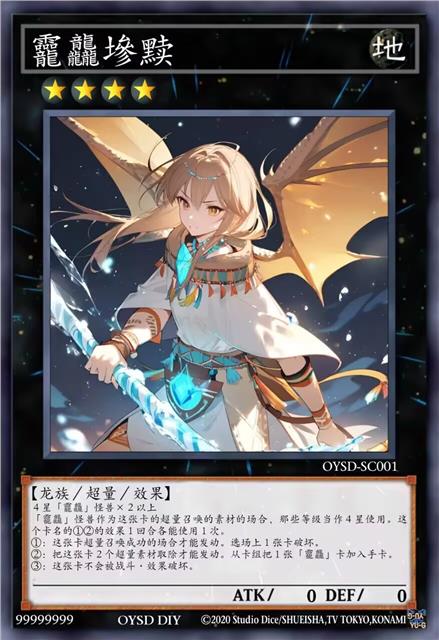 龗龘墋黩
地
OYSD-SC001
【龙族／超量／效果】
4星「龗龘」怪兽×2以上
「龗龘」怪兽作为这张卡的超量召唤的素材的场合、那些等级当作4星使用。这
个卡名的①②的效果1回合各能使用1次。
①：这张卡超量召唤成功的场合才能发动。选场上1张卡破坏。
②：把这张卡2个超量素材取除才能发动。从卡组把1张「龗龘」卡加入手卡。
③：这张卡不会被战斗·效果破坏。
ATK/ 0 DEF/ 0
99999999 OYSD DIY ©2020 Studio Dice/SHUEISHA,TV TOKYO,KONAMI